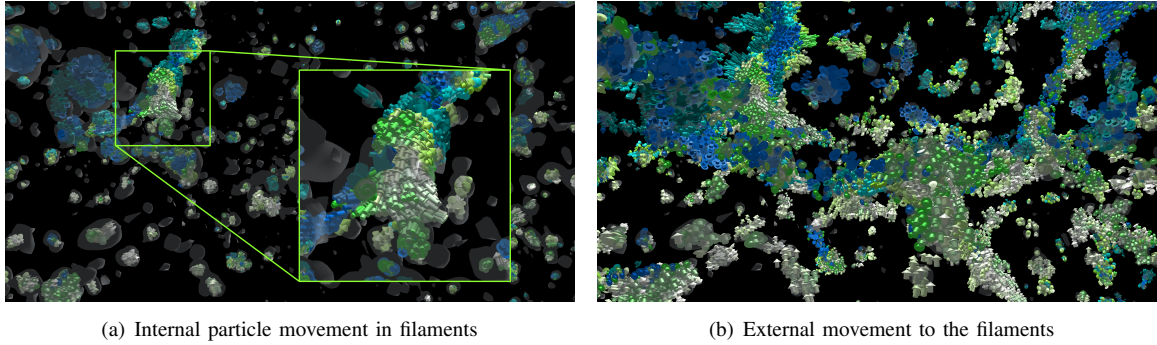 (a) Internal particle movement in filaments
(b) External movement to the filaments